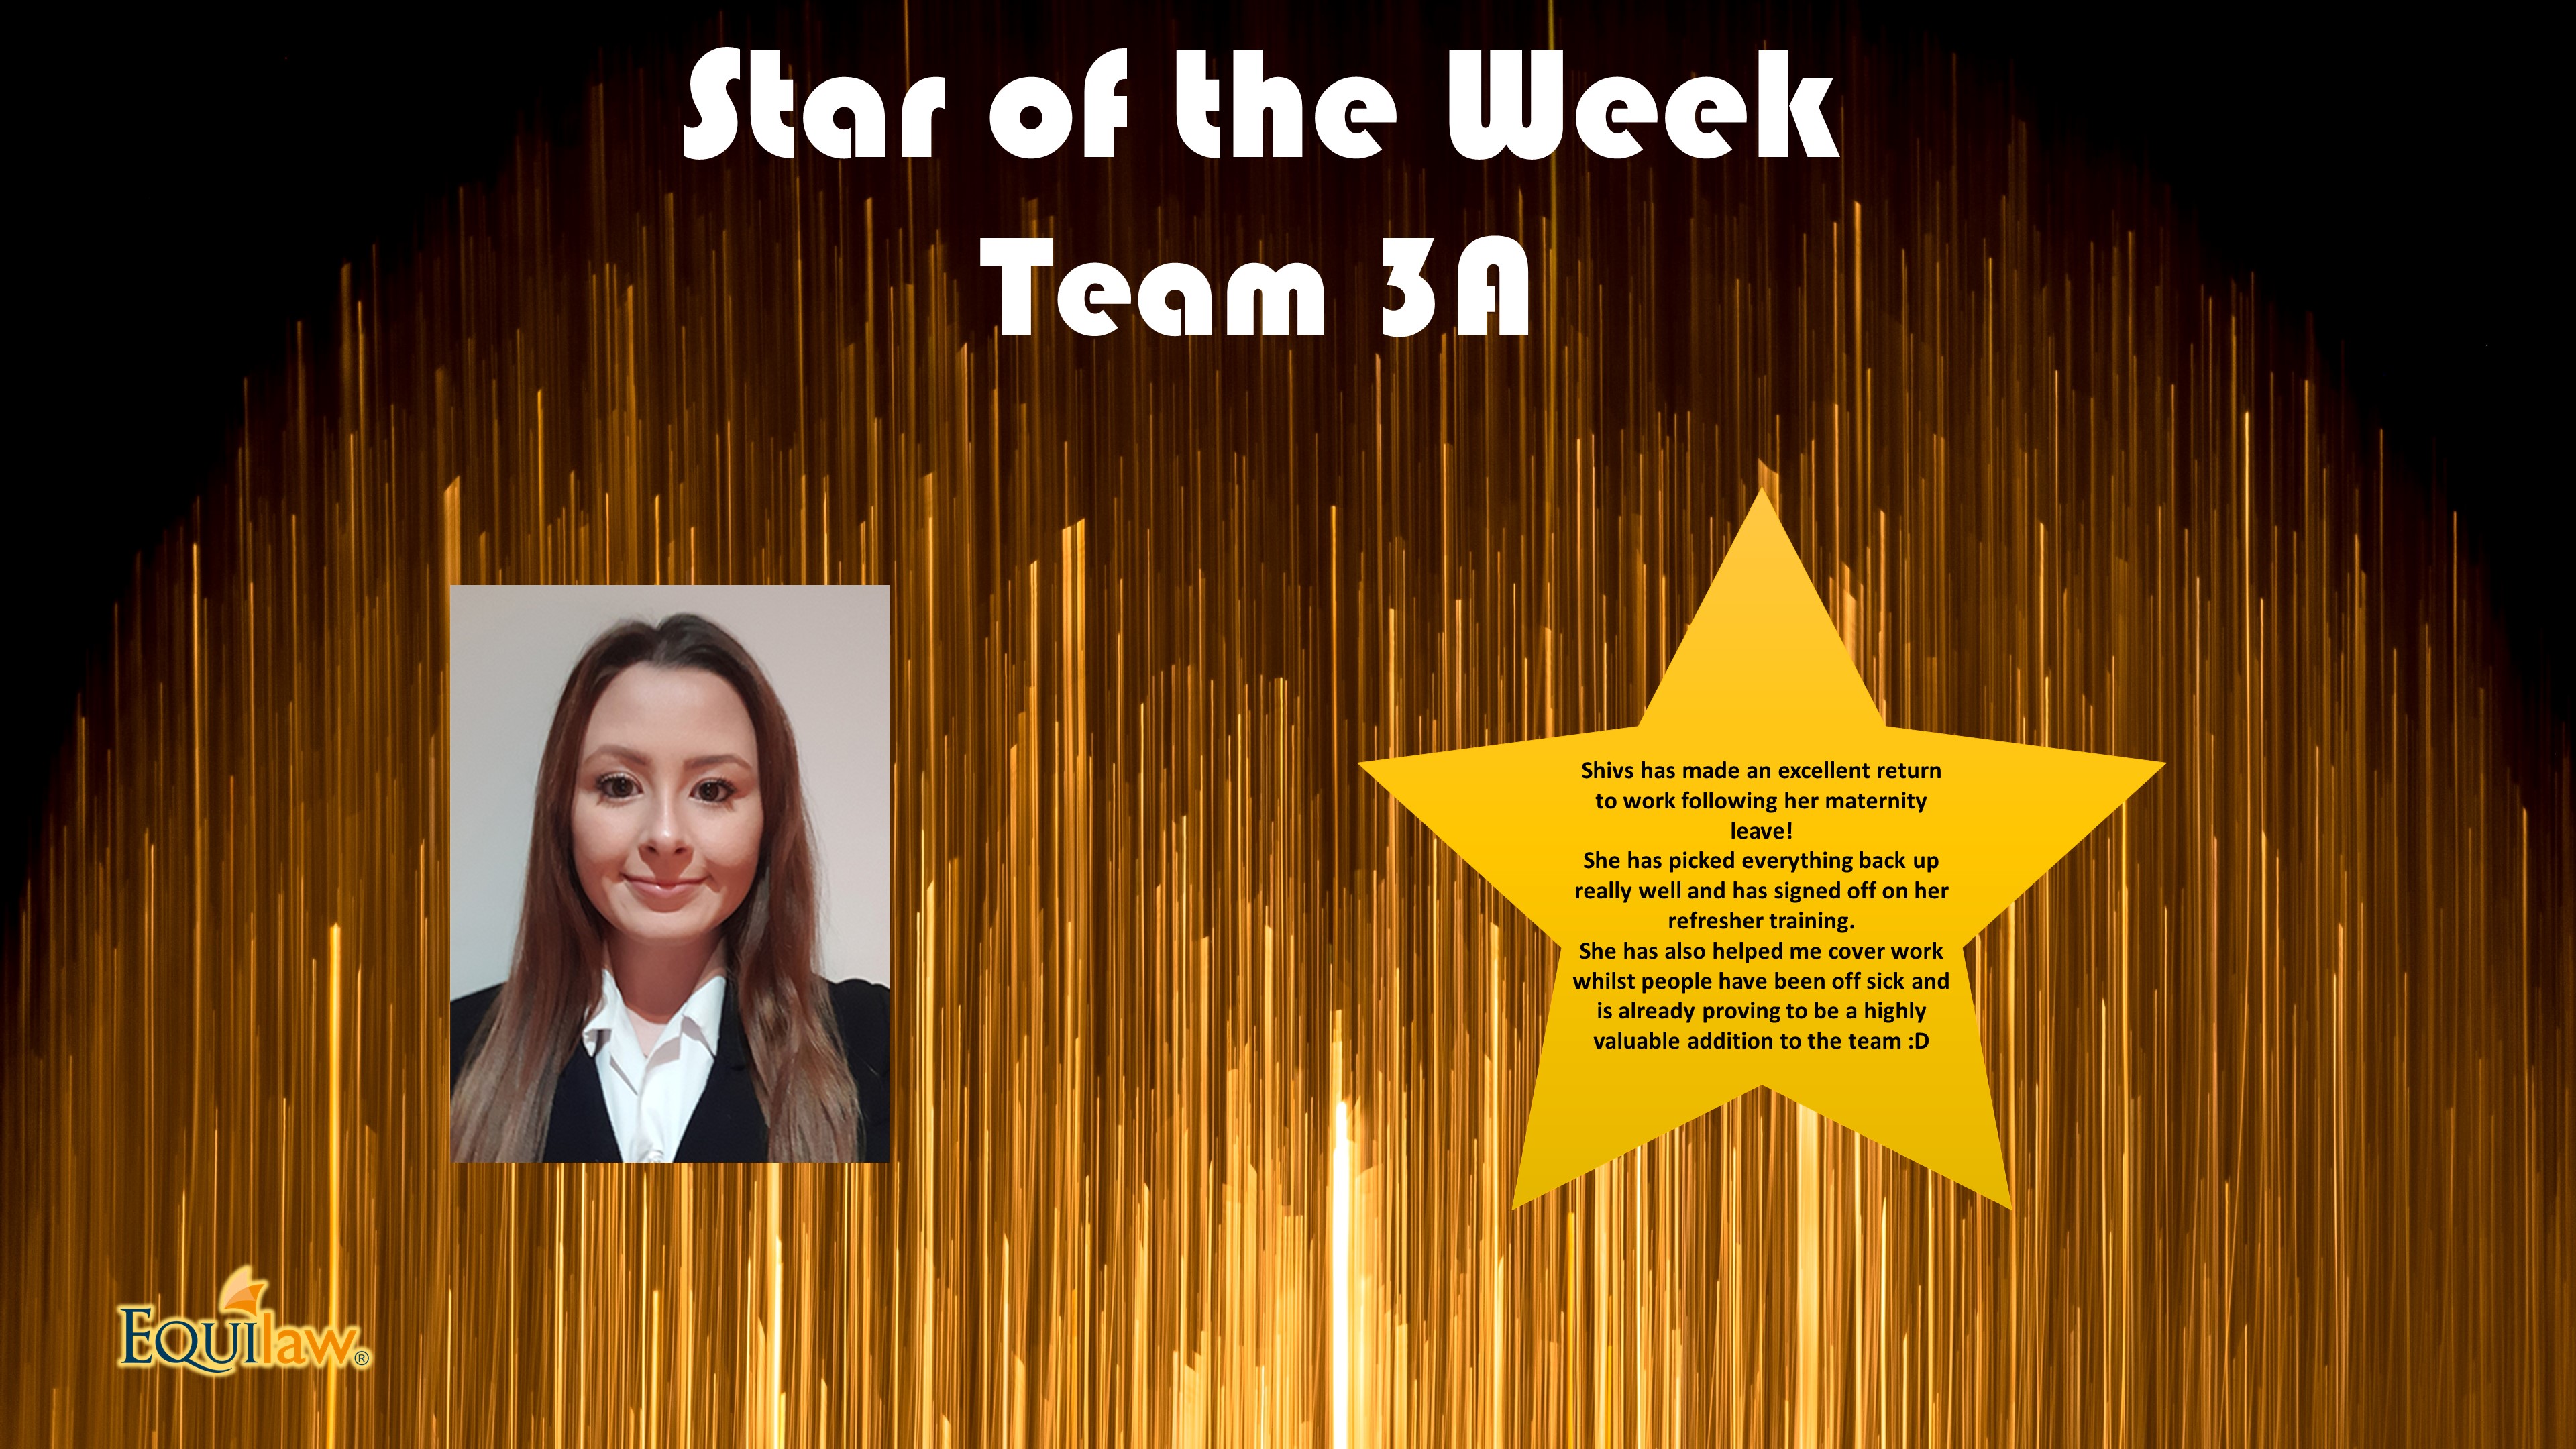 Star of the Week
Team 3A
Shivs has made an excellent return
to work following her maternity
leave!
She has picked everything back up
really well and has signed off on her
refresher training.
She has also helped me cover work
whilst people have been off sick and
is already proving to be a highly
valuable addition to the team :D
EQUIlaw®